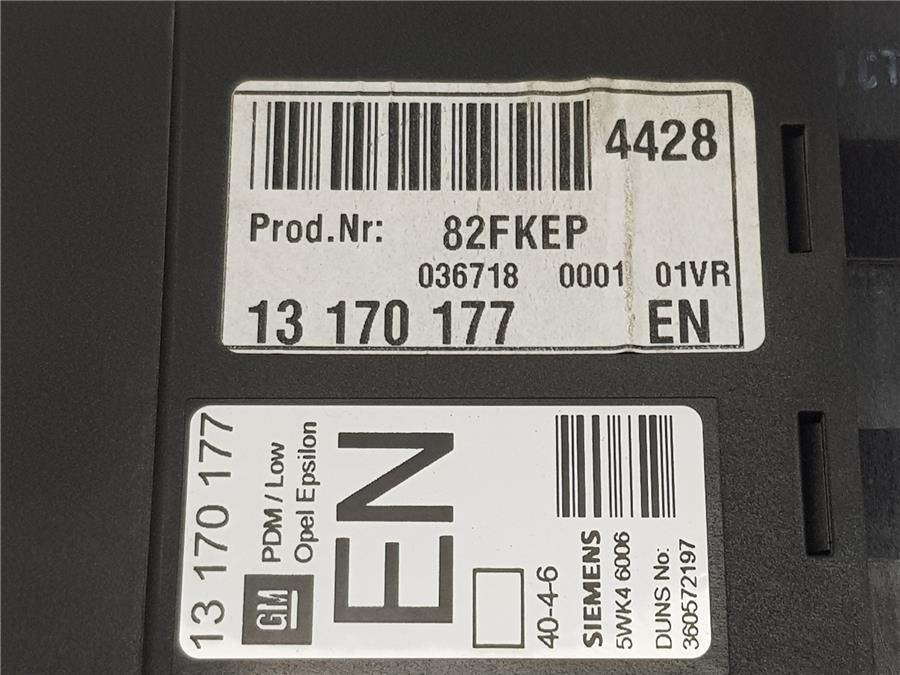 4428
Prod.Nr: 82FKEP
036718 0001 01VR
13 170 177 EN
13 170 177
GM
PDM / Low
Opel Epsilon
EN
40-4-6
SIEMENS
5WK4 6006
DUNS No:
360572197
CT